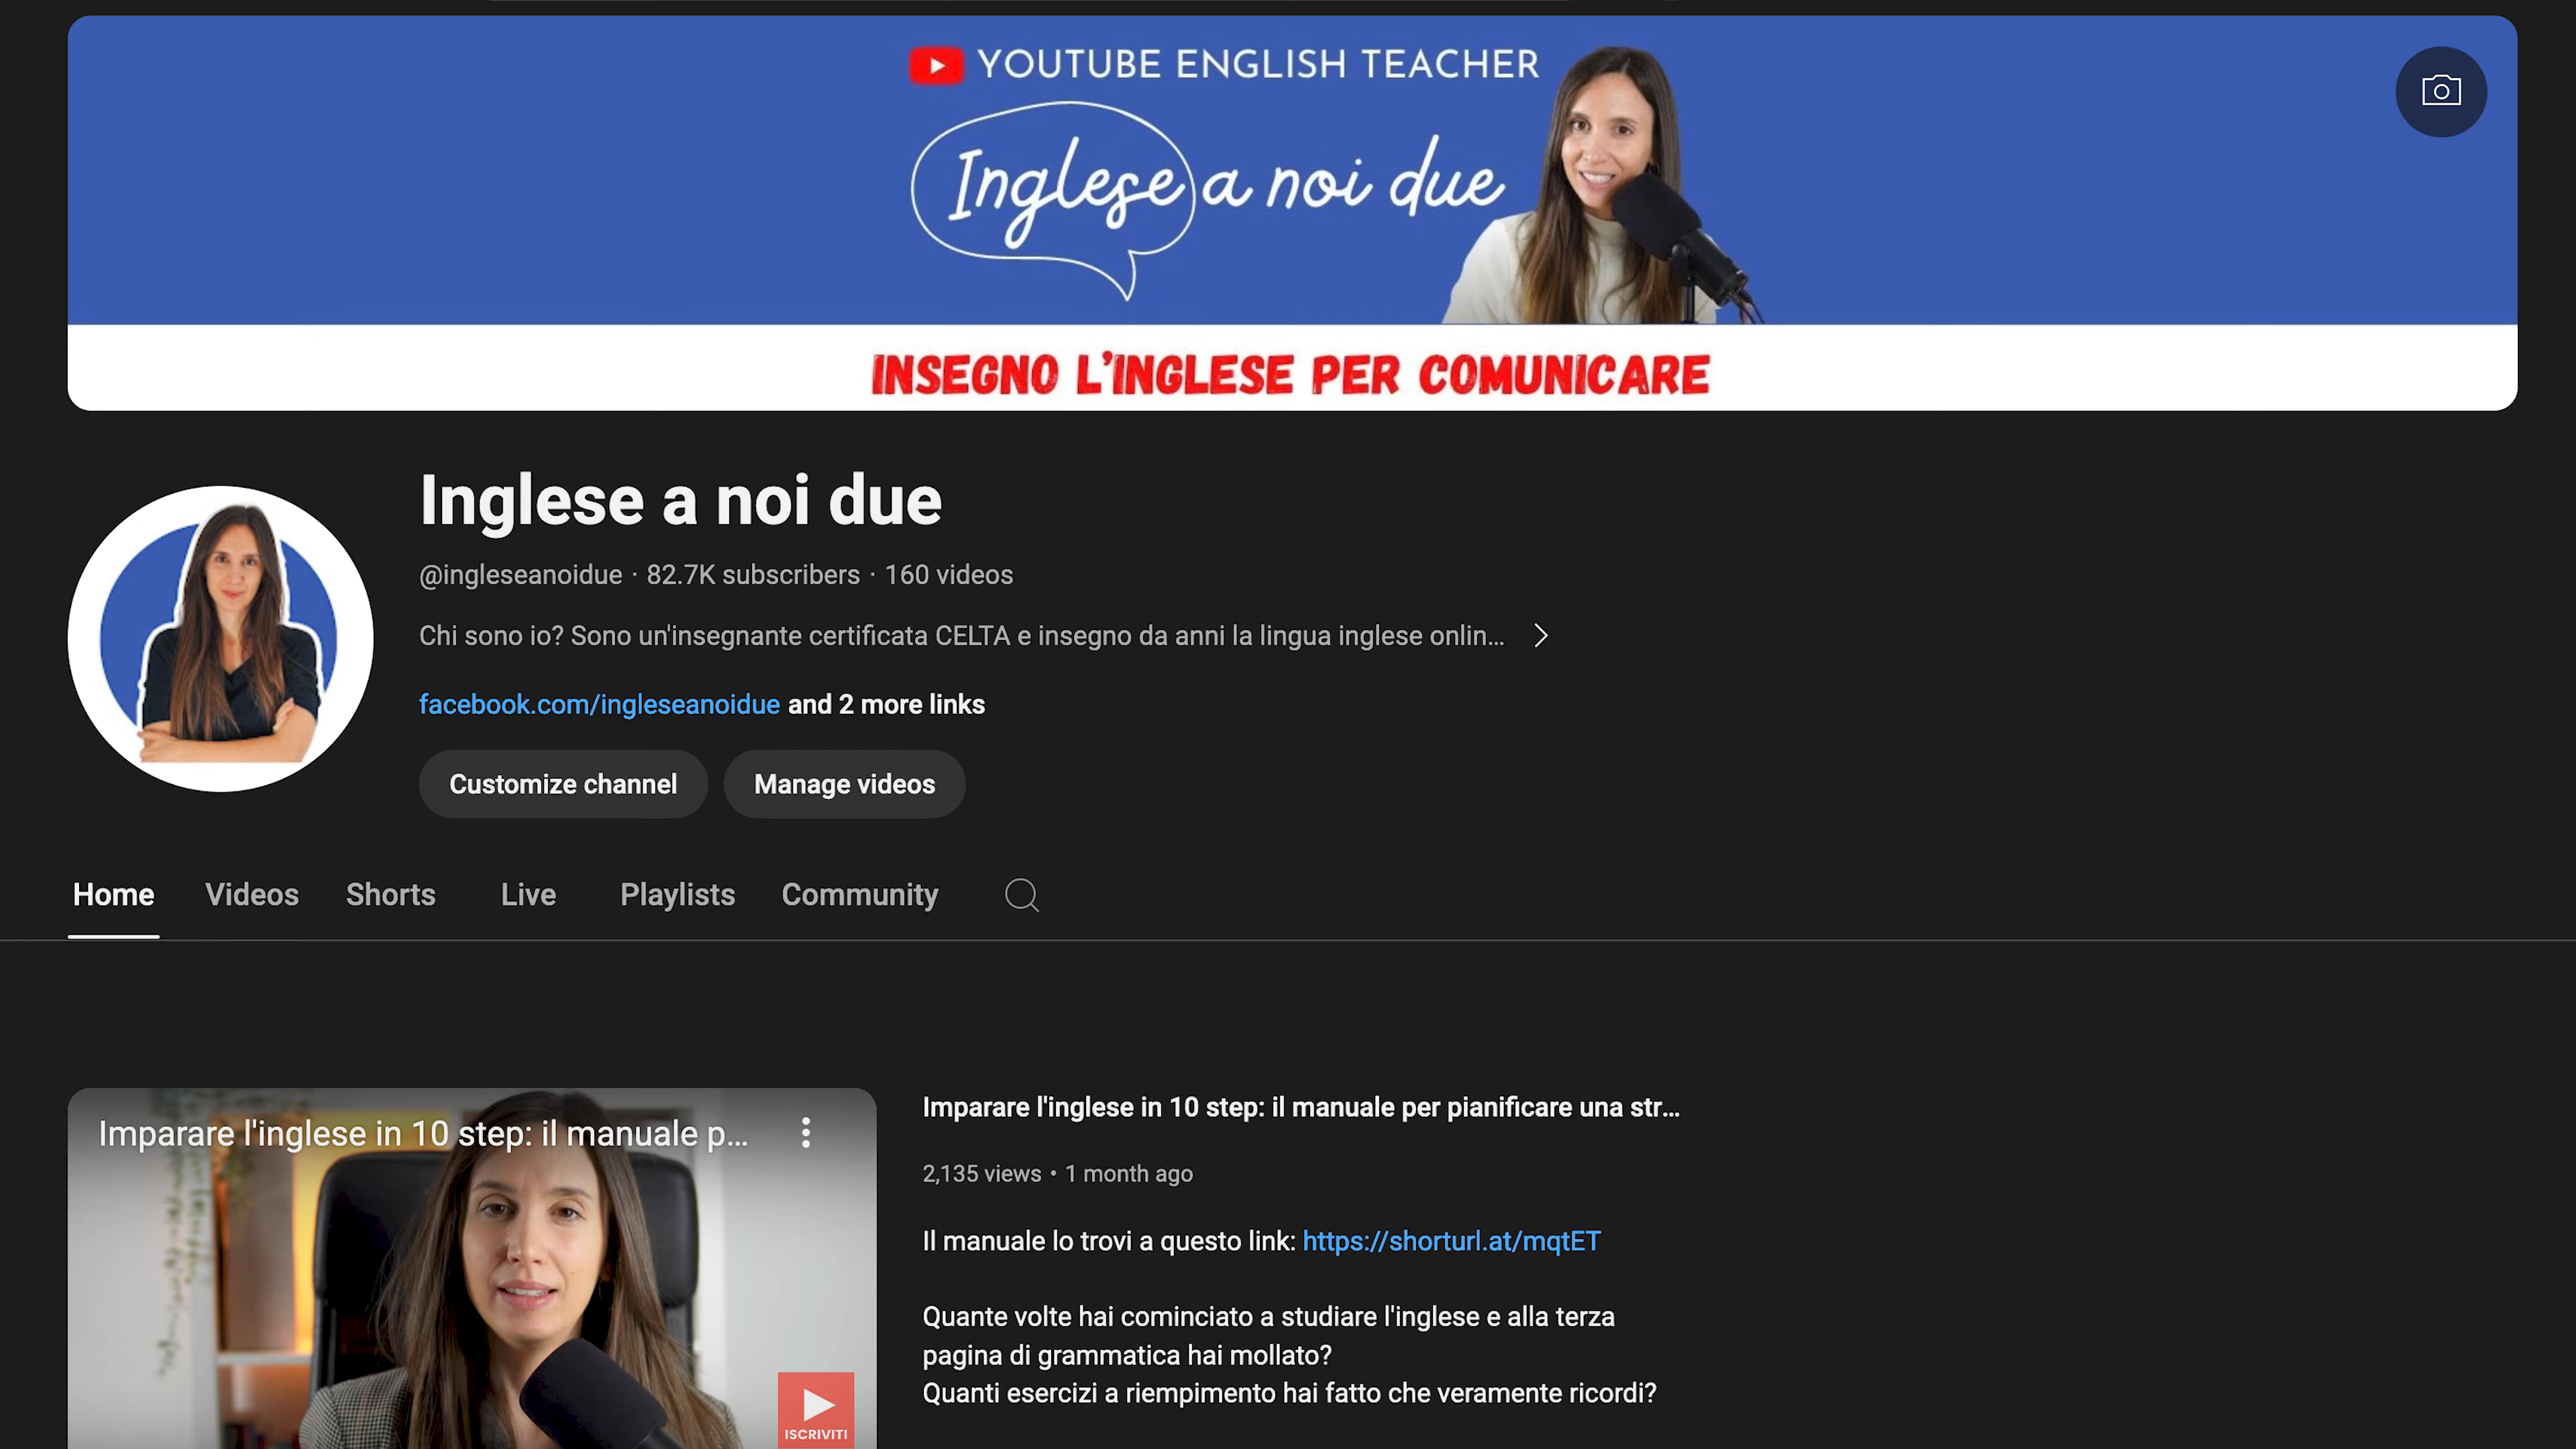 YOUTUBE ENGLISH TEACHER
Inglese a noi due
INSEGNO L'INGLESE PER COMUNICARE
Inglese a noi due
@ingleseanoidue · 82.7K subscribers · 160 videos
Chi sono io? Sono un'insegnante certificata CELTA e insegno da anni la lingua inglese onlin...
facebook.com/ingleseanoidue and 2 more links
Customize channel Manage videos
Home Videos Shorts Live Playlists Community
Imparare l'inglese in 10 step: il manuale p...
ISCRIVITI
Imparare l'inglese in 10 step: il manuale per pianificare una str...
2,135 views • 1 month ago
Il manuale lo trovi a questo link: https://shorturl.at/mqtET
Quante volte hai cominciato a studiare l'inglese e alla terza
pagina di grammatica hai mollato?
Quanti esercizi a riempimento hai fatto che veramente ricordi?